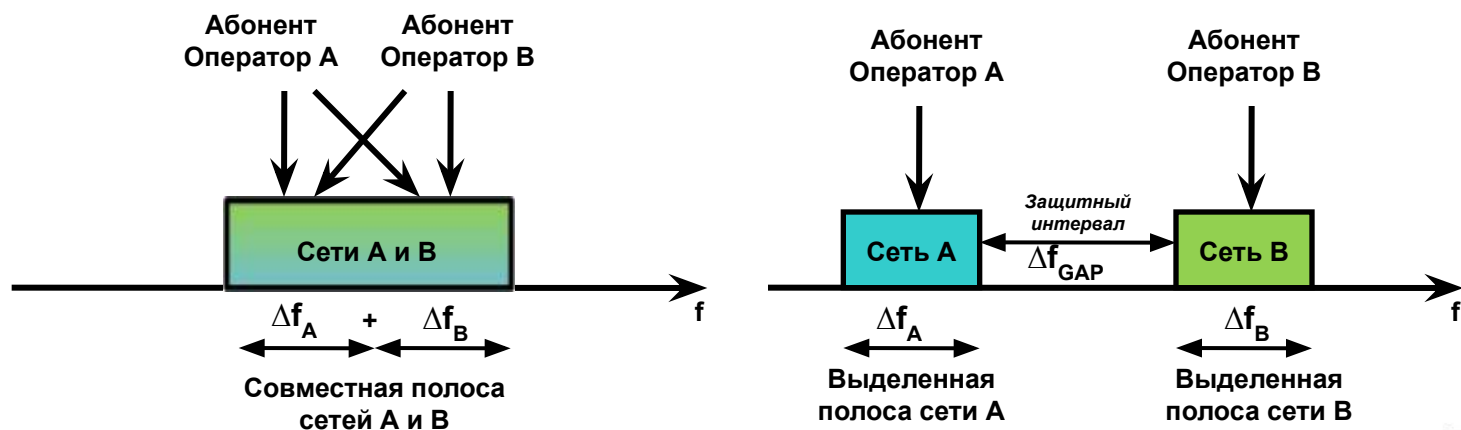 Абонент
Оператор А
Абонент
Оператор В
Сети А и В
f
Δf_A + Δf_B
Совместная полоса
сетей А и В
Абонент
Оператор А
Абонент
Оператор В
Защитный
интервал
Δf_GAP
Сеть А
Сеть В
f
Δf_A
Δf_B
Выделенная
полоса сети А
Выделенная
полоса сети В